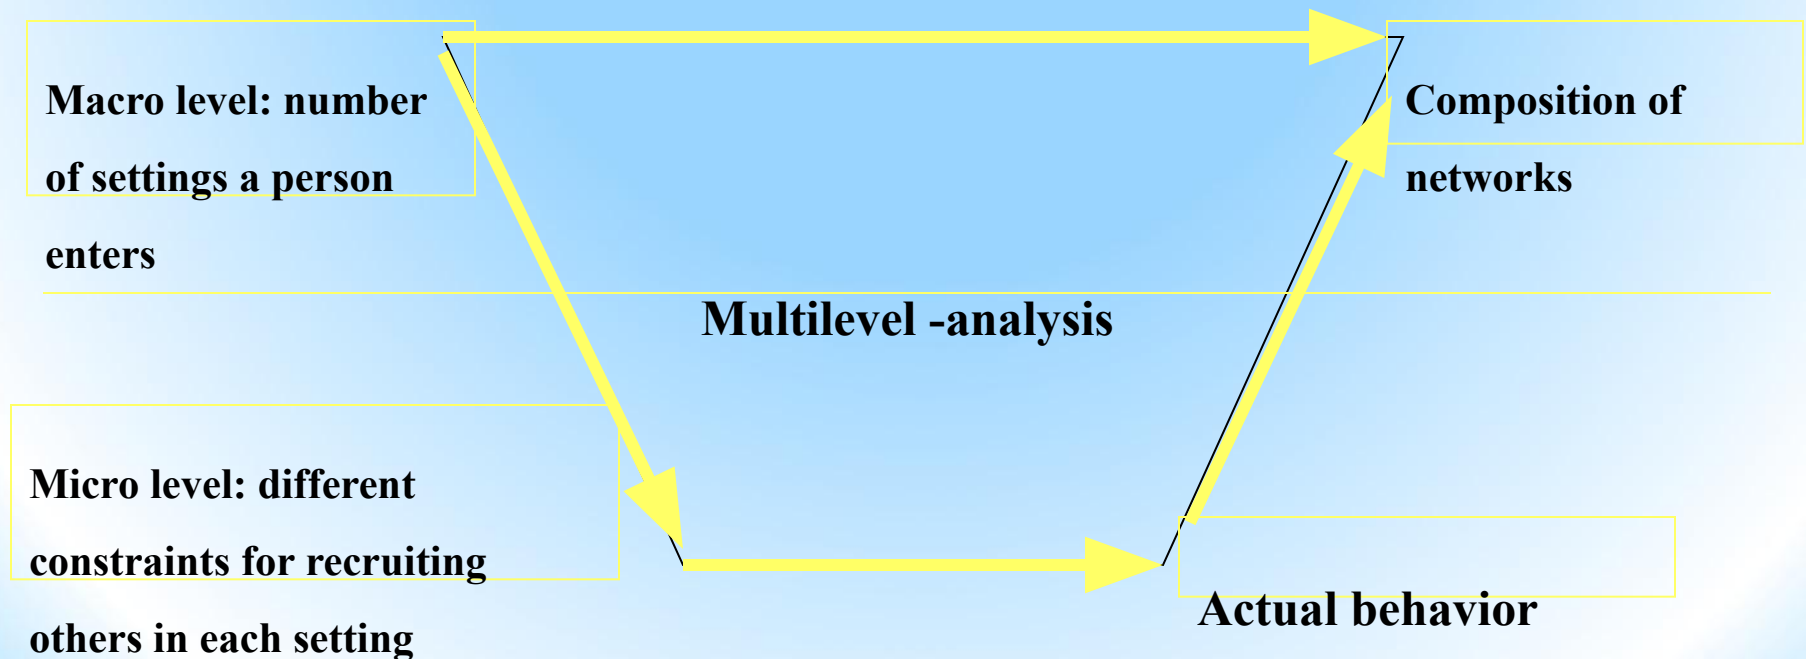 Macro level: number
of settings a person
enters
Composition of
networks
Multilevel -analysis
Micro level: different
constraints for recruiting
others in each setting
Actual behavior